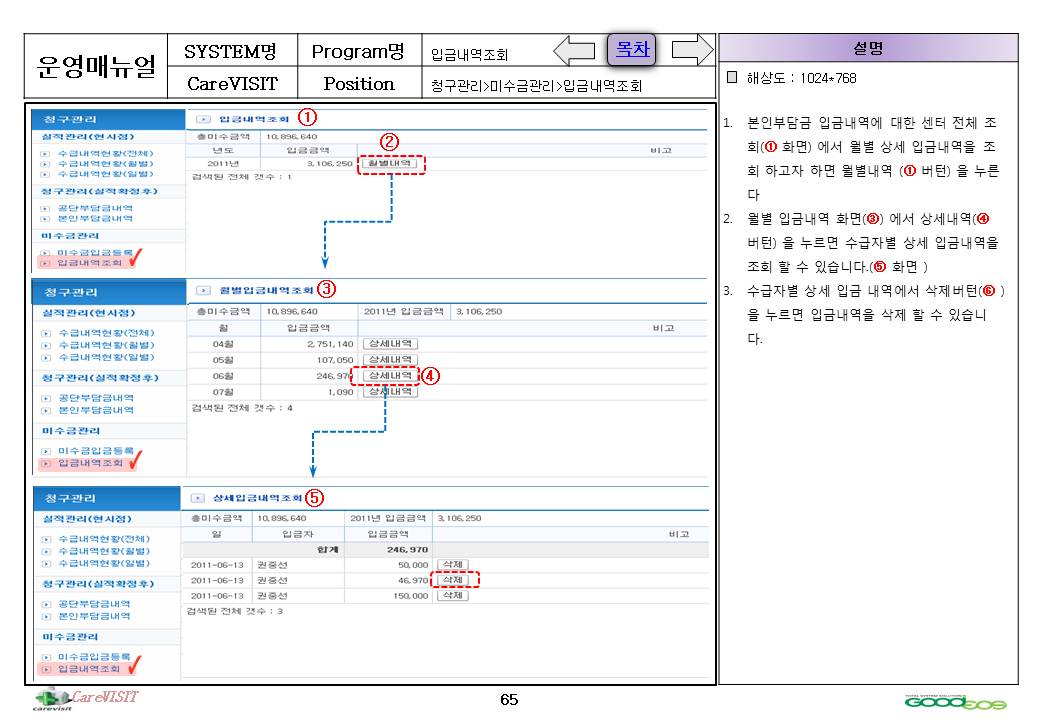 운영매뉴얼
SYSTEM명 Program명 입금내역조회 목차
CareVISIT Position 청구관리>미수금관리>입금내역조회
청구관리
실적관리(현시점)
수급내역현황(전체)
수급내역현황(월별)
수급내역현황(일별)
청구관리(실적확정후)
공단부담금내역
본인부담금내역
미수금관리
미수금입금등록
입금내역조회
입금내역조회 ①
총미수금액 10,896,640
②
년도 입금금액 비고
2011년 3,106,250 월별내역
검색된 전체 갯수 : 1
청구관리
실적관리(현시점)
수급내역현황(전체)
수급내역현황(월별)
수급내역현황(일별)
청구관리(실적확정후)
공단부담금내역
본인부담금내역
미수금관리
미수금입금등록
입금내역조회
월별입금내역조회 ③
총미수금액 10,896,640 2011년 입금금액 3,106,250
월 입금금액 비고
04월 2,751,140 상세내역
05월 107,050 상세내역
06월 246,970 상세내역 ④
07월 1,090 상세내역
검색된 전체 갯수 : 4
청구관리
실적관리(현시점)
수급내역현황(전체)
수급내역현황(월별)
수급내역현황(일별)
청구관리(실적확정후)
공단부담금내역
본인부담금내역
미수금관리
미수금입금등록
입금내역조회
상세입금내역조회 ⑤
총미수금액 10,896,640 2011년 입금금액 3,106,250
일 입금자 입금금액 비고
합계 246,970
2011-06-13 권중선 50,000 삭제
2011-06-13 권중선 46,970 삭제
2011-06-13 권중선 150,000 삭제
검색된 전체 갯수 : 3
설명
해상도 : 1024*768
1. 본인부담금 입금내역에 대한 센터 전체 조
회(① 화면) 에서 월별 상세 입금내역을 조
회 하고자 하면 월별내역 (① 버턴) 을 누른
다
2. 월별 입금내역 화면(③) 에서 상세내역(④
버턴) 을 누르면 수급자별 상세 입금내역을
조회 할 수 있습니다.(⑤ 화면 )
3. 수급자별 상세 입금 내역에서 삭제버턴(⑥ )
을 누르면 입금내역을 삭제 할 수 있습니
다.
CareVISIT
carevisit
65
TOTAL SYSTEM SOLUTION
GOODEOS